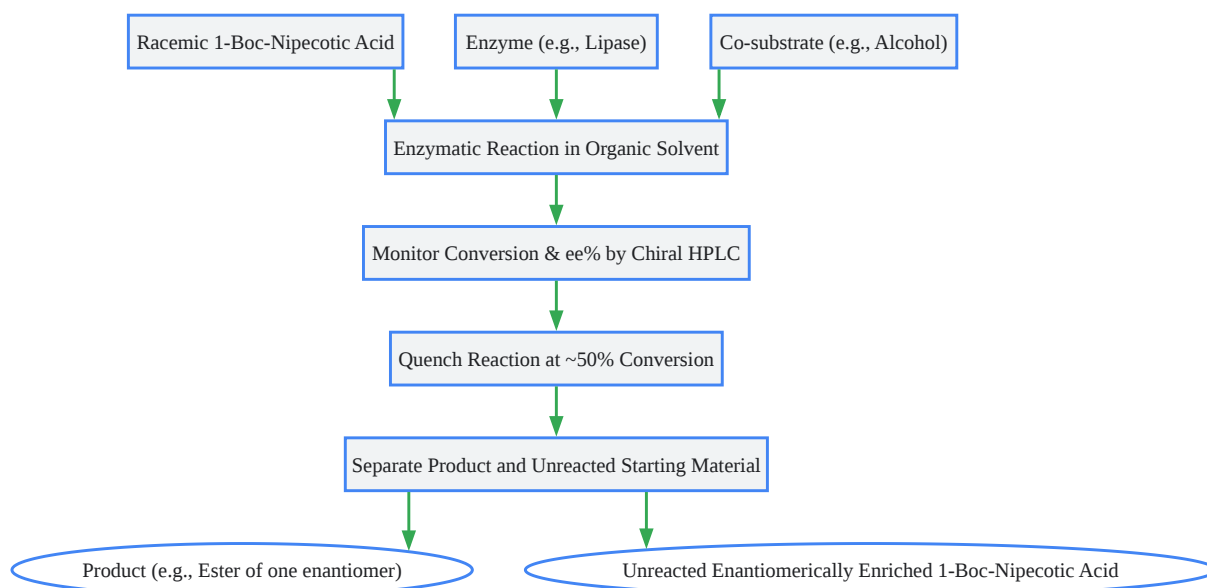 Racemic 1-Boc-Nipecotic Acid
Enzyme (e.g., Lipase)
Co-substrate (e.g., Alcohol)
Enzymatic Reaction in Organic Solvent
Monitor Conversion & ee% by Chiral HPLC
Quench Reaction at ~50% Conversion
Separate Product and Unreacted Starting Material
Product (e.g., Ester of one enantiomer)
Unreacted Enantiomerically Enriched 1-Boc-Nipecotic Acid